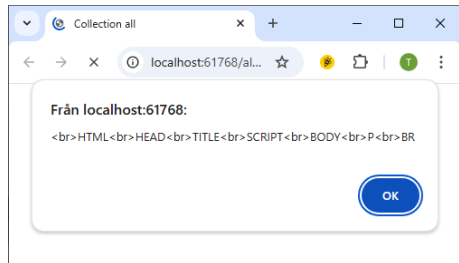 Collection all
localhost:61768/al...
T
Från localhost:61768:
<br>HTML<br>HEAD<br>TITLE<br>SCRIPT<br>BODY<br>P<br>BR
OK